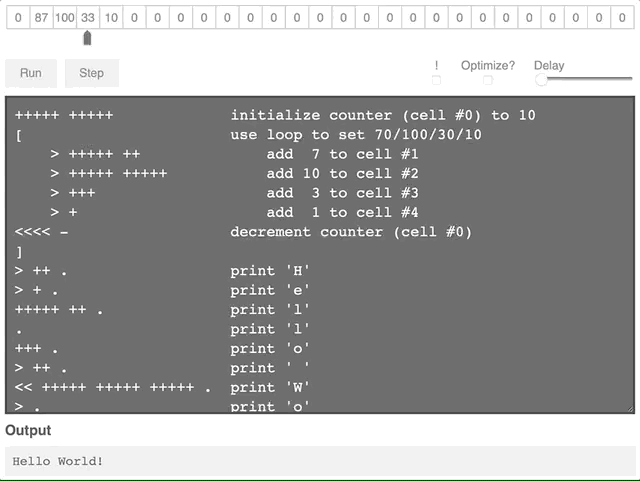 0 87 100 33 10 0 0 0 0 0 0 0 0 0 0 0 0 0 0 0 0 0 0 0 0 0 0
Run Step ! Optimize? Delay
+++++ +++++ initialize counter (cell #0) to 10
[ use loop to set 70/100/30/10
> +++++ ++ add 7 to cell #1
> +++++ +++++ add 10 to cell #2
> +++ add 3 to cell #3
> + add 1 to cell #4
<<<< - decrement counter (cell #0)
]
> ++ . print 'H'
> + . print 'e'
+++++ ++ . print 'l'
. print 'l'
+++ . print 'o'
> ++ . print ' '
<< +++++ +++++ +++++ . print 'W'
> . print 'o'
Output
Hello World!